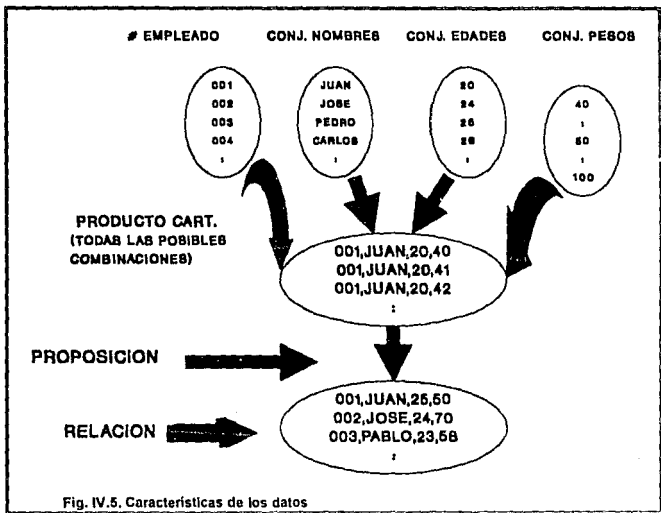 # EMPLEADO CONJ. NOMBRES CONJ. EDADES CONJ. PESOS
001
002
003
004
:
JUAN
JOSE
PEDRO
CARLOS
:
20
24
25
26
:
40
:
50
:
100
PRODUCTO CART.
(TODAS LAS POSIBLES
COMBINACIONES)
001,JUAN,20,40
001,JUAN,20,41
001,JUAN,20,42
:
PROPOSICION
RELACION
001,JUAN,25,50
002,JOSE,24,70
003,PABLO,23,58
:
Fig. IV.5. Características de los datos